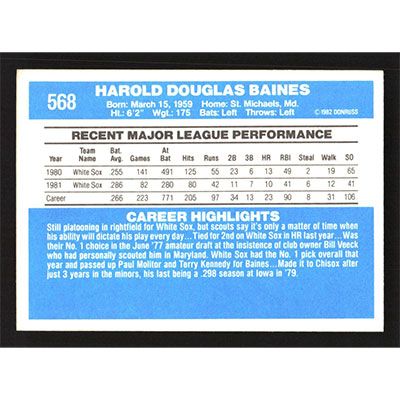 568
HAROLD DOUGLAS BAINES
Born: March 15, 1959 Home: St. Michaels, Md.
Ht.: 6'2" Wgt.: 175 Bats: Left Throws: Left
©1982 DONRUSS
RECENT MAJOR LEAGUE PERFORMANCE
Year Team Name Bat. Avg. Games At Bat Hits Runs 2B 3B HR RBI Steal Walk SO
1980 White Sox .255 141 491 125 55 23 6 13 49 2 19 65
1981 White Sox .286 82 280 80 42 11 7 10 41 6 12 41
Career .266 223 771 205 97 34 13 23 90 8 31 106
CAREER HIGHLIGHTS
Still platooning in rightfield for White Sox, but scouts say it's only a matter of time when
his ability will dictate his play every day...Tied for 2nd on White Sox in HR last year...Was
their No. 1 choice in the June '77 amateur draft at the insistence of club owner Bill Veeck
who had personally scouted him in Maryland. White Sox had the No. 1 pick overall that
year and passed up Paul Molitor and Terry Kennedy for Baines...Made it to Chisox after
just 3 years in the minors, his last being a .298 season at Iowa in '79.